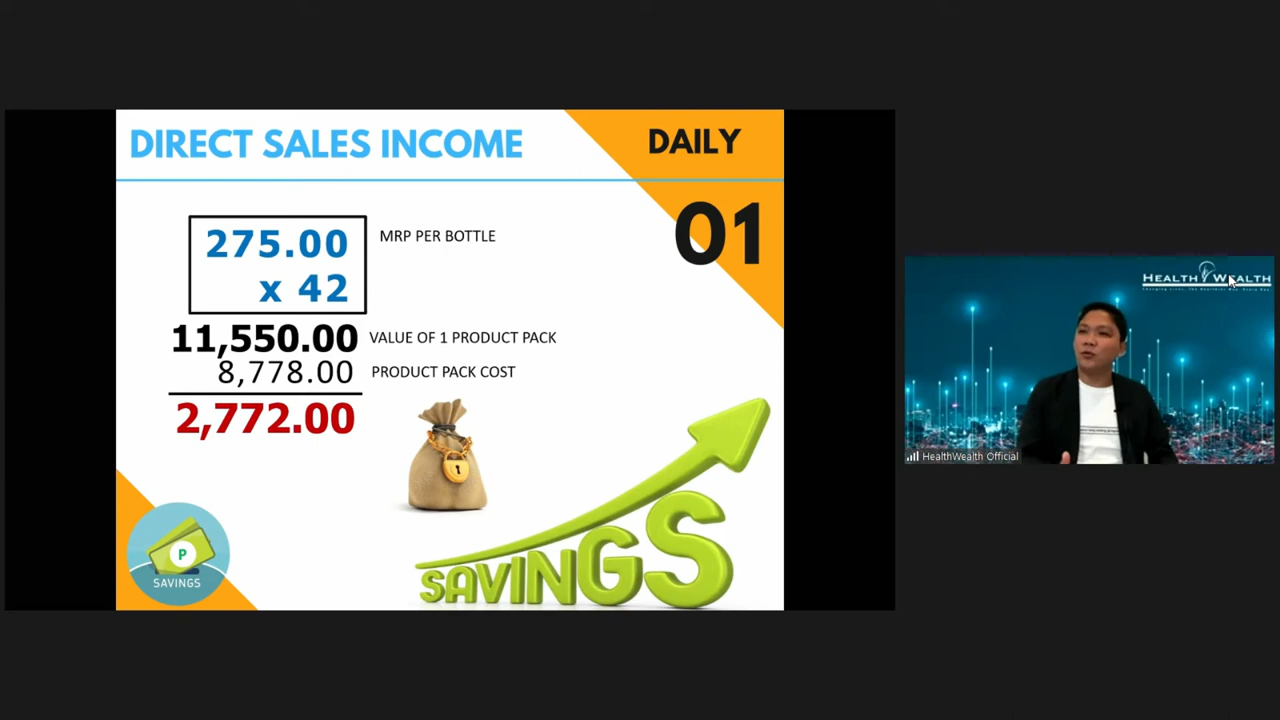 DIRECT SALES INCOME
DAILY
01
275.00
x 42
MRP PER BOTTLE
11,550.00 VALUE OF 1 PRODUCT PACK
8,778.00 PRODUCT PACK COST
2,772.00
SAVINGS
P
SAVINGS
HEALTH WEALTH
HealthWealth Official